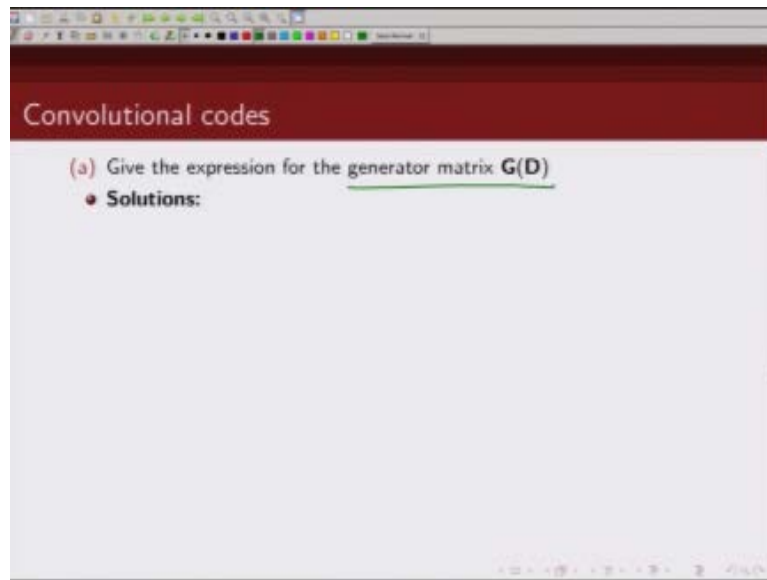 Convolutional codes
(a) Give the expression for the generator matrix G(D)
Solutions: